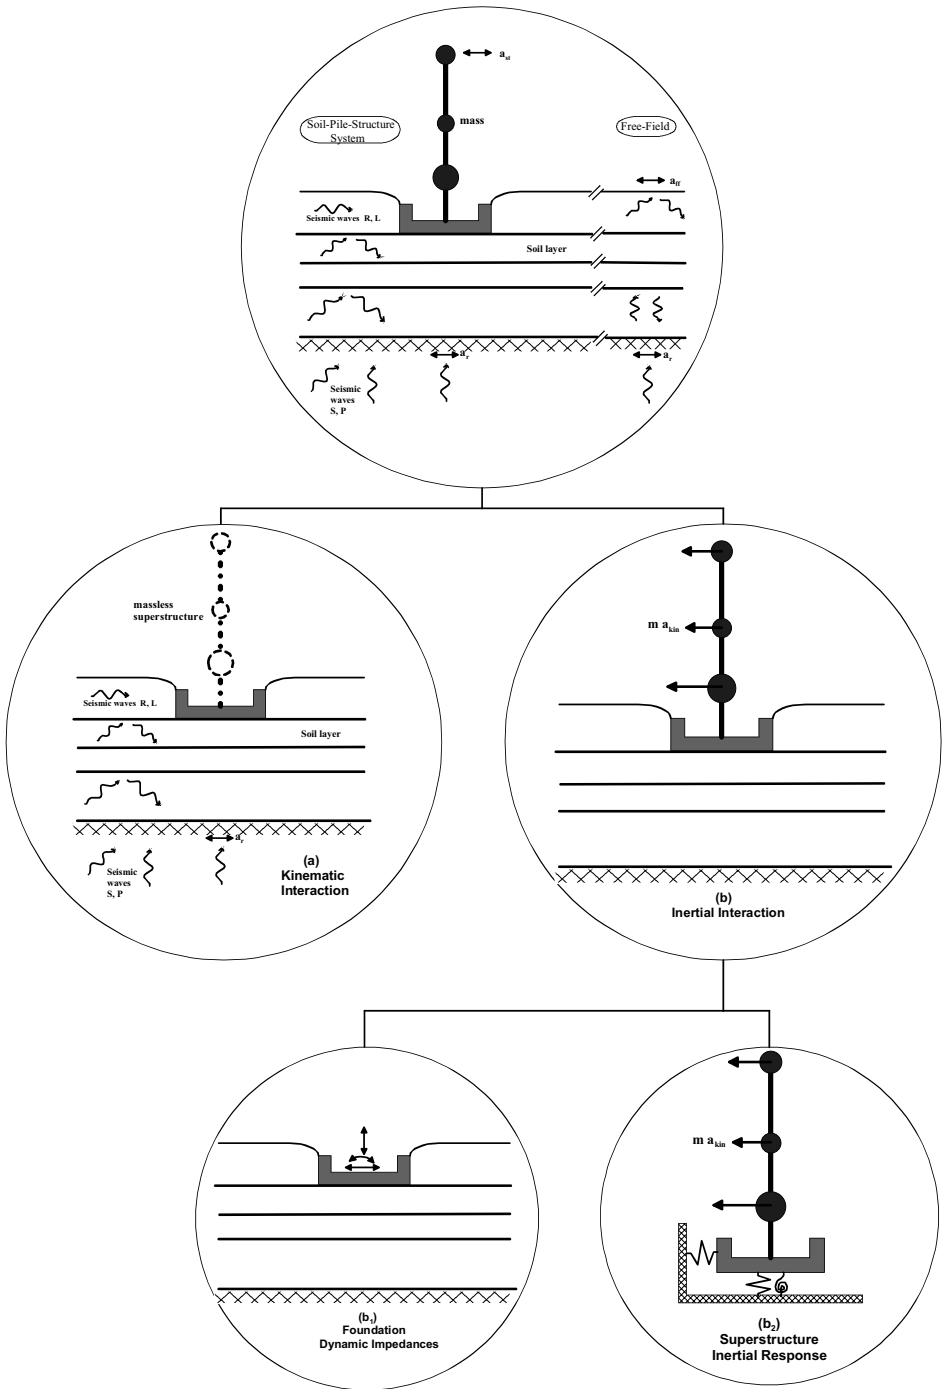 a_st
mass
Soil-Pile-Structure
System
Free-Field
a_ff
Seismic waves R, L
Soil layer
a_r
a_r
Seismic
waves
S, P
massless
superstructure
Seismic waves R, L
Soil layer
a_r
Seismic
waves
S, P
(a)
Kinematic
Interaction
m a_kin
(b)
Inertial Interaction
(b_1)
Foundation
Dynamic Impedances
m a_kin
(b_2)
Superstructure
Inertial Response